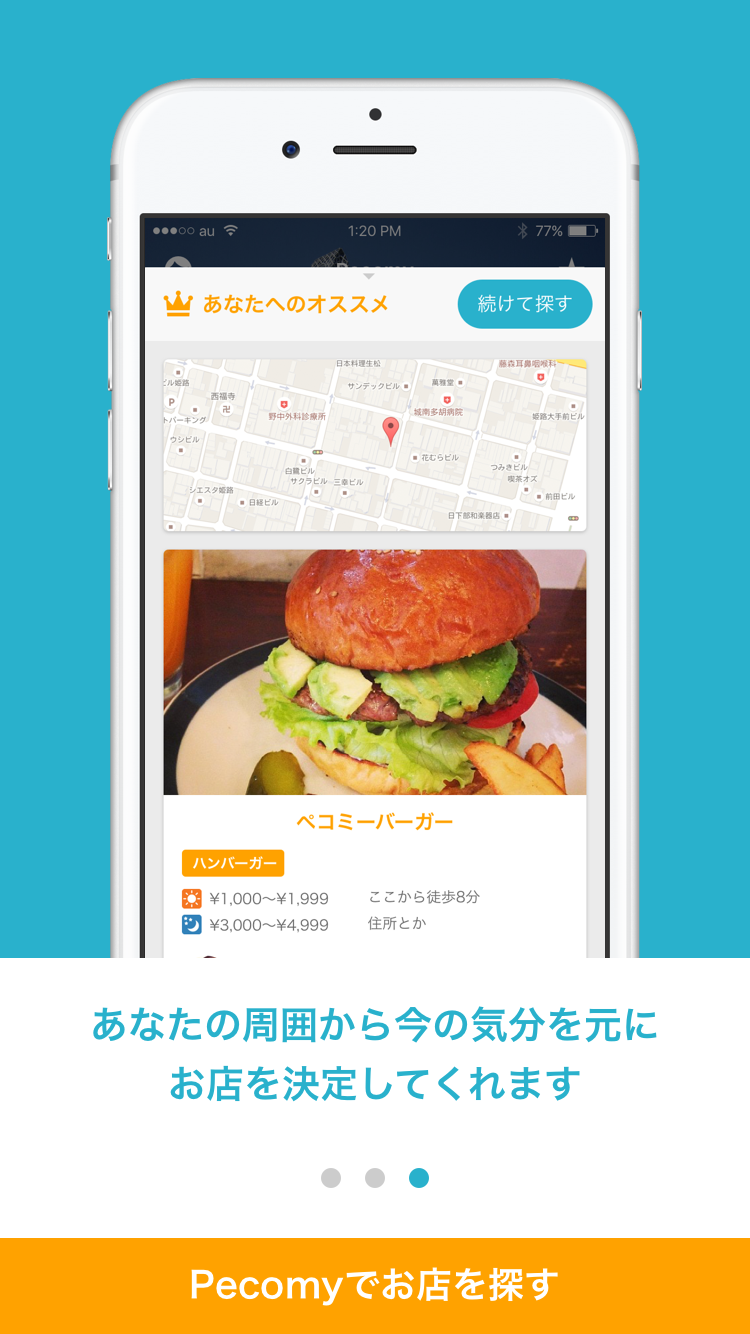 au
1:20 PM
77%
あなたへのオススメ
続けて探す
日本料理生松
藤森耳鼻咽喉科
ビル姫路
サンデックビル
萬雅堂
P
西福寺
卍
城南多胡病院
トパーキング
野中外科診療所
姫路大手前ビル
ウシビル
花むらビル
白鷺ビル
つみきビル
サクラビル
三幸ビル
喫茶オズ
シエスタ姫路
日経ビル
前田ビル
日下部和楽器店
ペコミーバーガー
ハンバーガー
¥1,000〜¥1,999
ここから徒歩8分
¥3,000〜¥4,999
住所とか
あなたの周囲から今の気分を元に
お店を決定してくれます
Pecomyでお店を探す